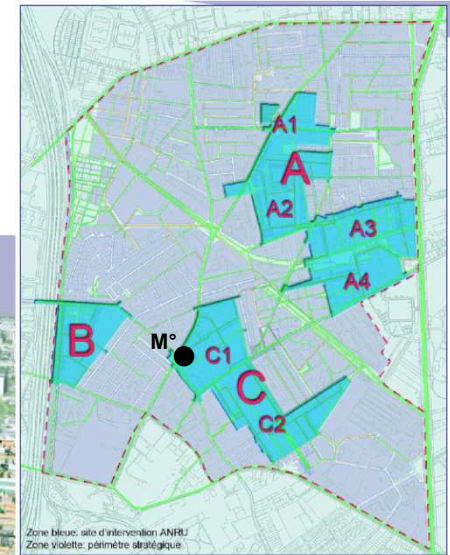 A1
A
A2
A3
A4
B
M°
C1
C
C2
Zone bleue: site d'intervention ANRU
Zone violette: périmètre stratégique